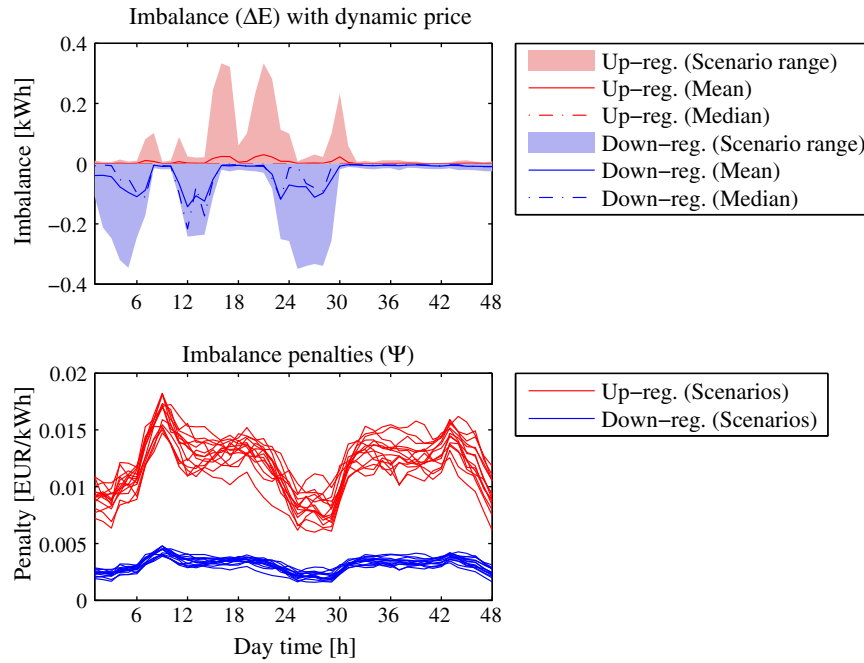 Imbalance (ΔE) with dynamic price
0.4
0.2
0
−0.2
−0.4
Imbalance [kWh]
6 12 18 24 30 36 42 48
Up−reg. (Scenario range)
Up−reg. (Mean)
Up−reg. (Median)
Down−reg. (Scenario range)
Down−reg. (Mean)
Down−reg. (Median)
Imbalance penalties (Ψ)
0.02
0.015
0.01
0.005
0
Penalty [EUR/kWh]
6 12 18 24 30 36 42 48
Day time [h]
Up−reg. (Scenarios)
Down−reg. (Scenarios)